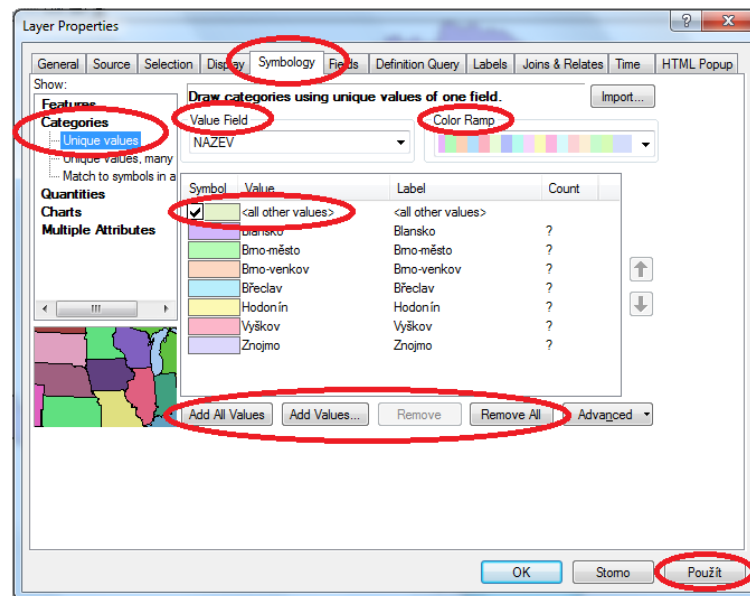 Layer Properties
General Source Selection Display Symbology Fields Definition Query Labels Joins & Relates Time HTML Popup
Show:
Features
Categories
Unique values
Unique values, many
Match to symbols in a
Quantities
Charts
Multiple Attributes
Draw categories using unique values of one field.
Import...
Value Field
NAZEV
Color Ramp
Symbol Value Label Count
<all other values> <all other values>
Blansko Blansko ?
Brno-město Brno-město ?
Brno-venkov Brno-venkov ?
Břeclav Břeclav ?
Hodonín Hodonín ?
Vyškov Vyškov ?
Znojmo Znojmo ?
Add All Values Add Values... Remove Remove All Advanced
OK Storno Použít